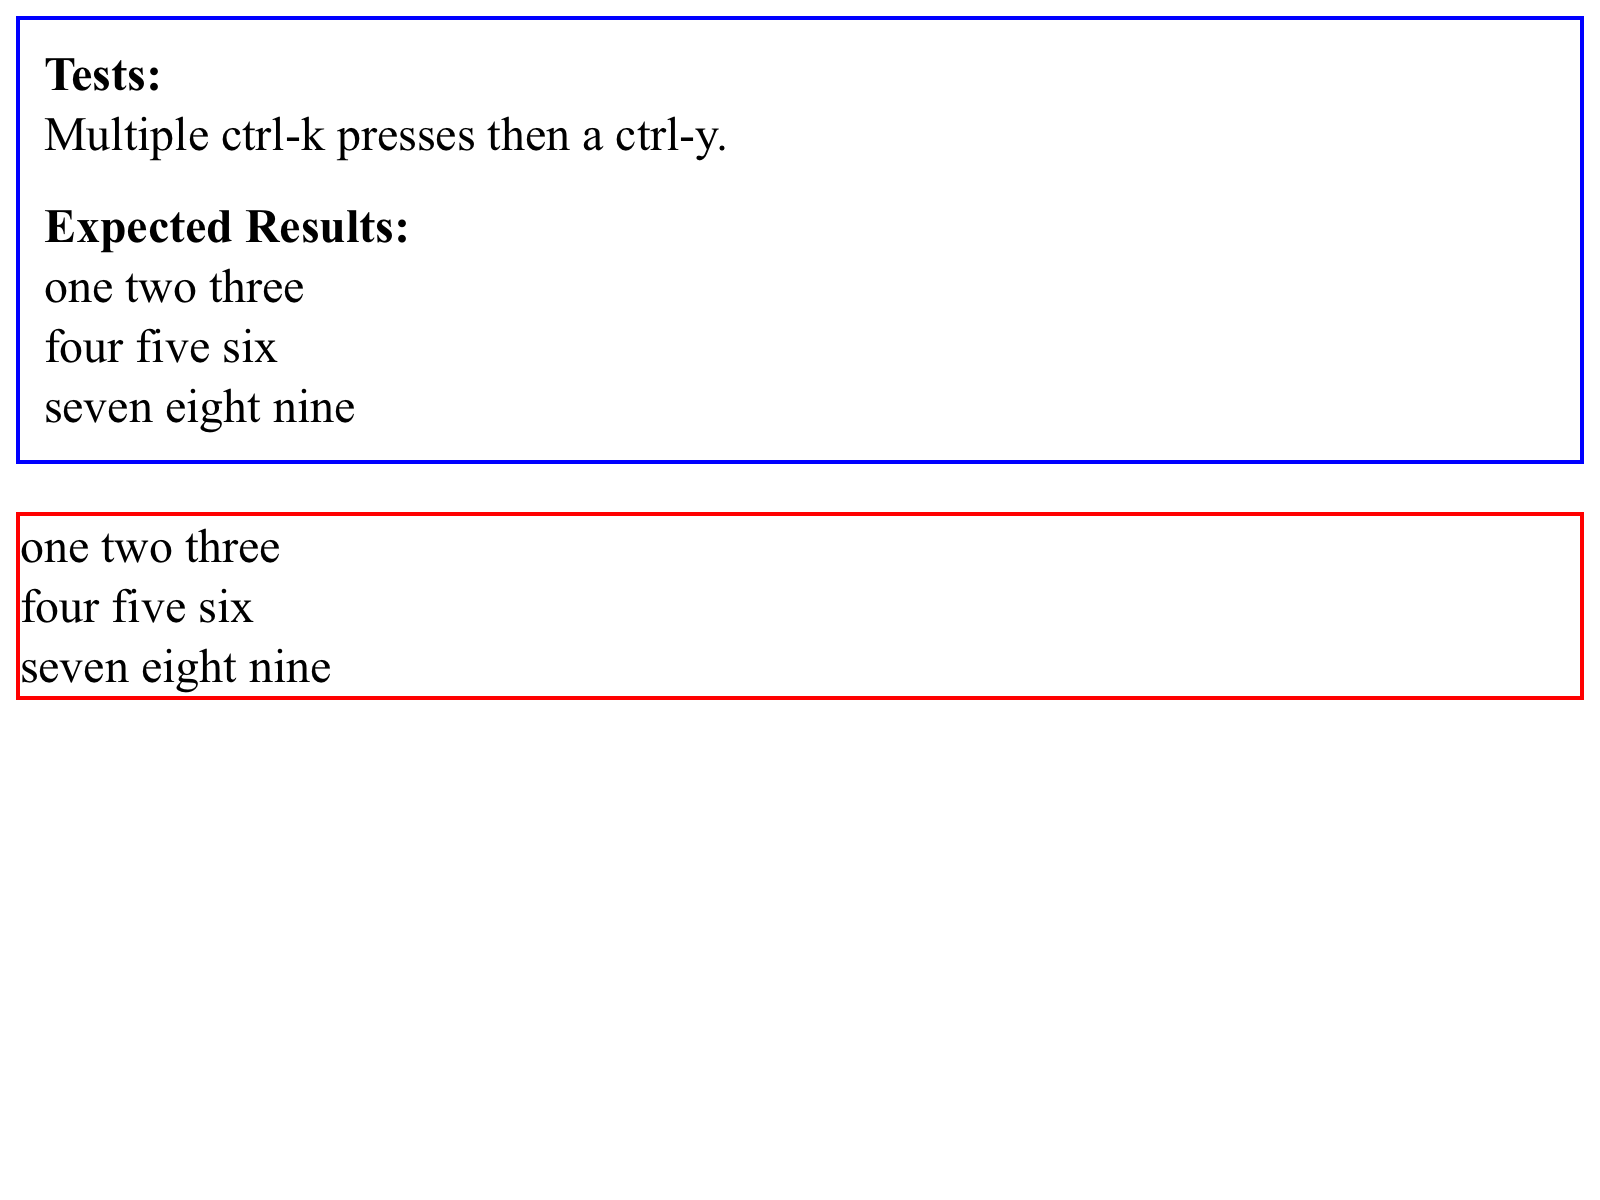 Tests:
Multiple ctrl-k presses then a ctrl-y.
Expected Results:
one two three
four five six
seven eight nine
one two three
four five six
seven eight nine